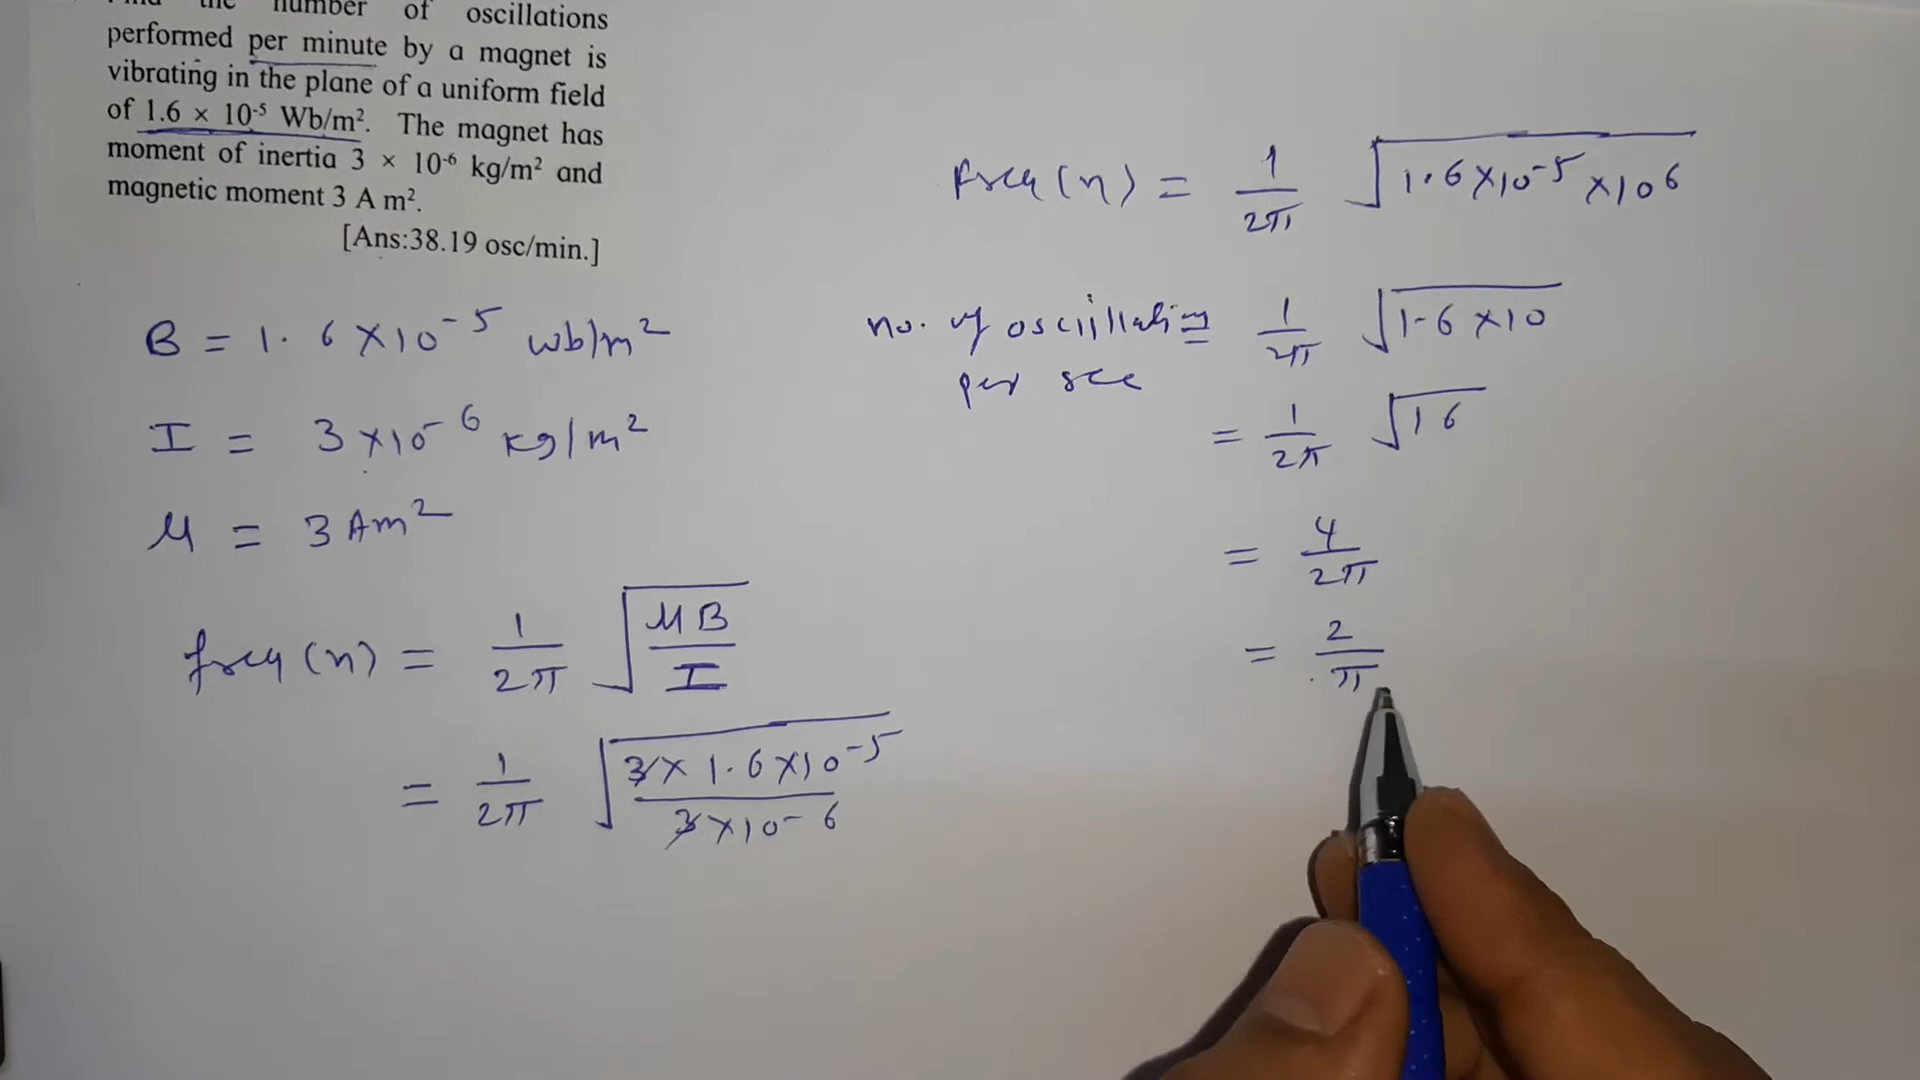 Find the number of oscillations
performed per minute by a magnet is
vibrating in the plane of a uniform field
of 1.6 × 10⁻⁵ Wb/m². The magnet has
moment of inertia 3 × 10⁻⁶ kg/m² and
magnetic moment 3 A m².
[Ans:38.19 osc/min.]
B = 1.6 × 10⁻⁵ wb/m²
I = 3 × 10⁻⁶ kg/m²
M = 3 Am²
freq (n) = 1/2π √(MB/I)
= 1/2π √(3 × 1.6 × 10⁻⁵ / 3 × 10⁻⁶)
freq (n) = 1/2π √(1.6 × 10⁻⁵ × 10⁶)
no. of oscillation = 1/2π √(1.6 × 10)
per sec
= 1/2π √16
= 4/2π
= 2/π